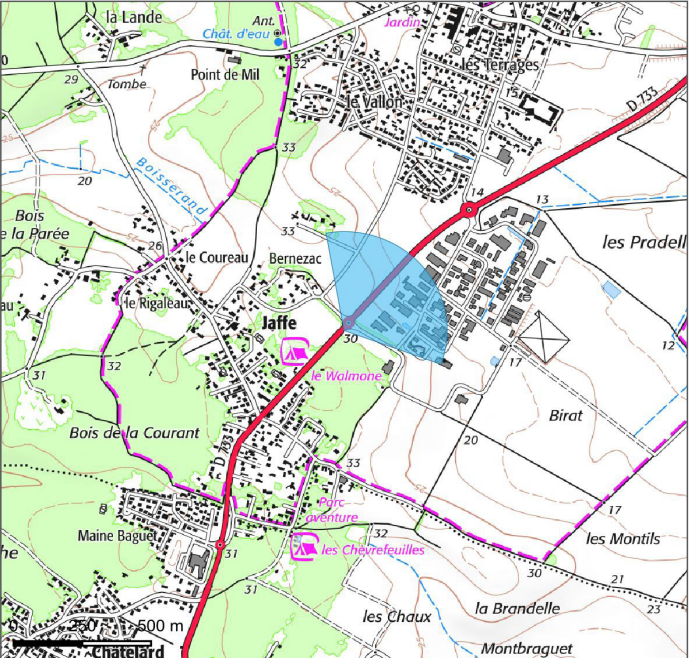 la Lande
Ant.
Chât. d'eau
Jardin
les Terrages
32
Point de Mil
29
Tombe
le Vallon
15
D 733
33
Boisserand
20
14
13
Bois
e la Parée
33
les Pradell
26
le Coureau
Bernezac
le Rigaleau
au
Jaffe
30
12
32
31
le Walmone
17
Birat
Bois de la Courant
D 733
20
33
Parc
aventure
17
Maine Baguet
32
les Montils
he
31
les Chèvrefeuilles
30
31
21
la Brandelle
23
les Chaux
0 250 500 m
Châtelard
Montbraguet